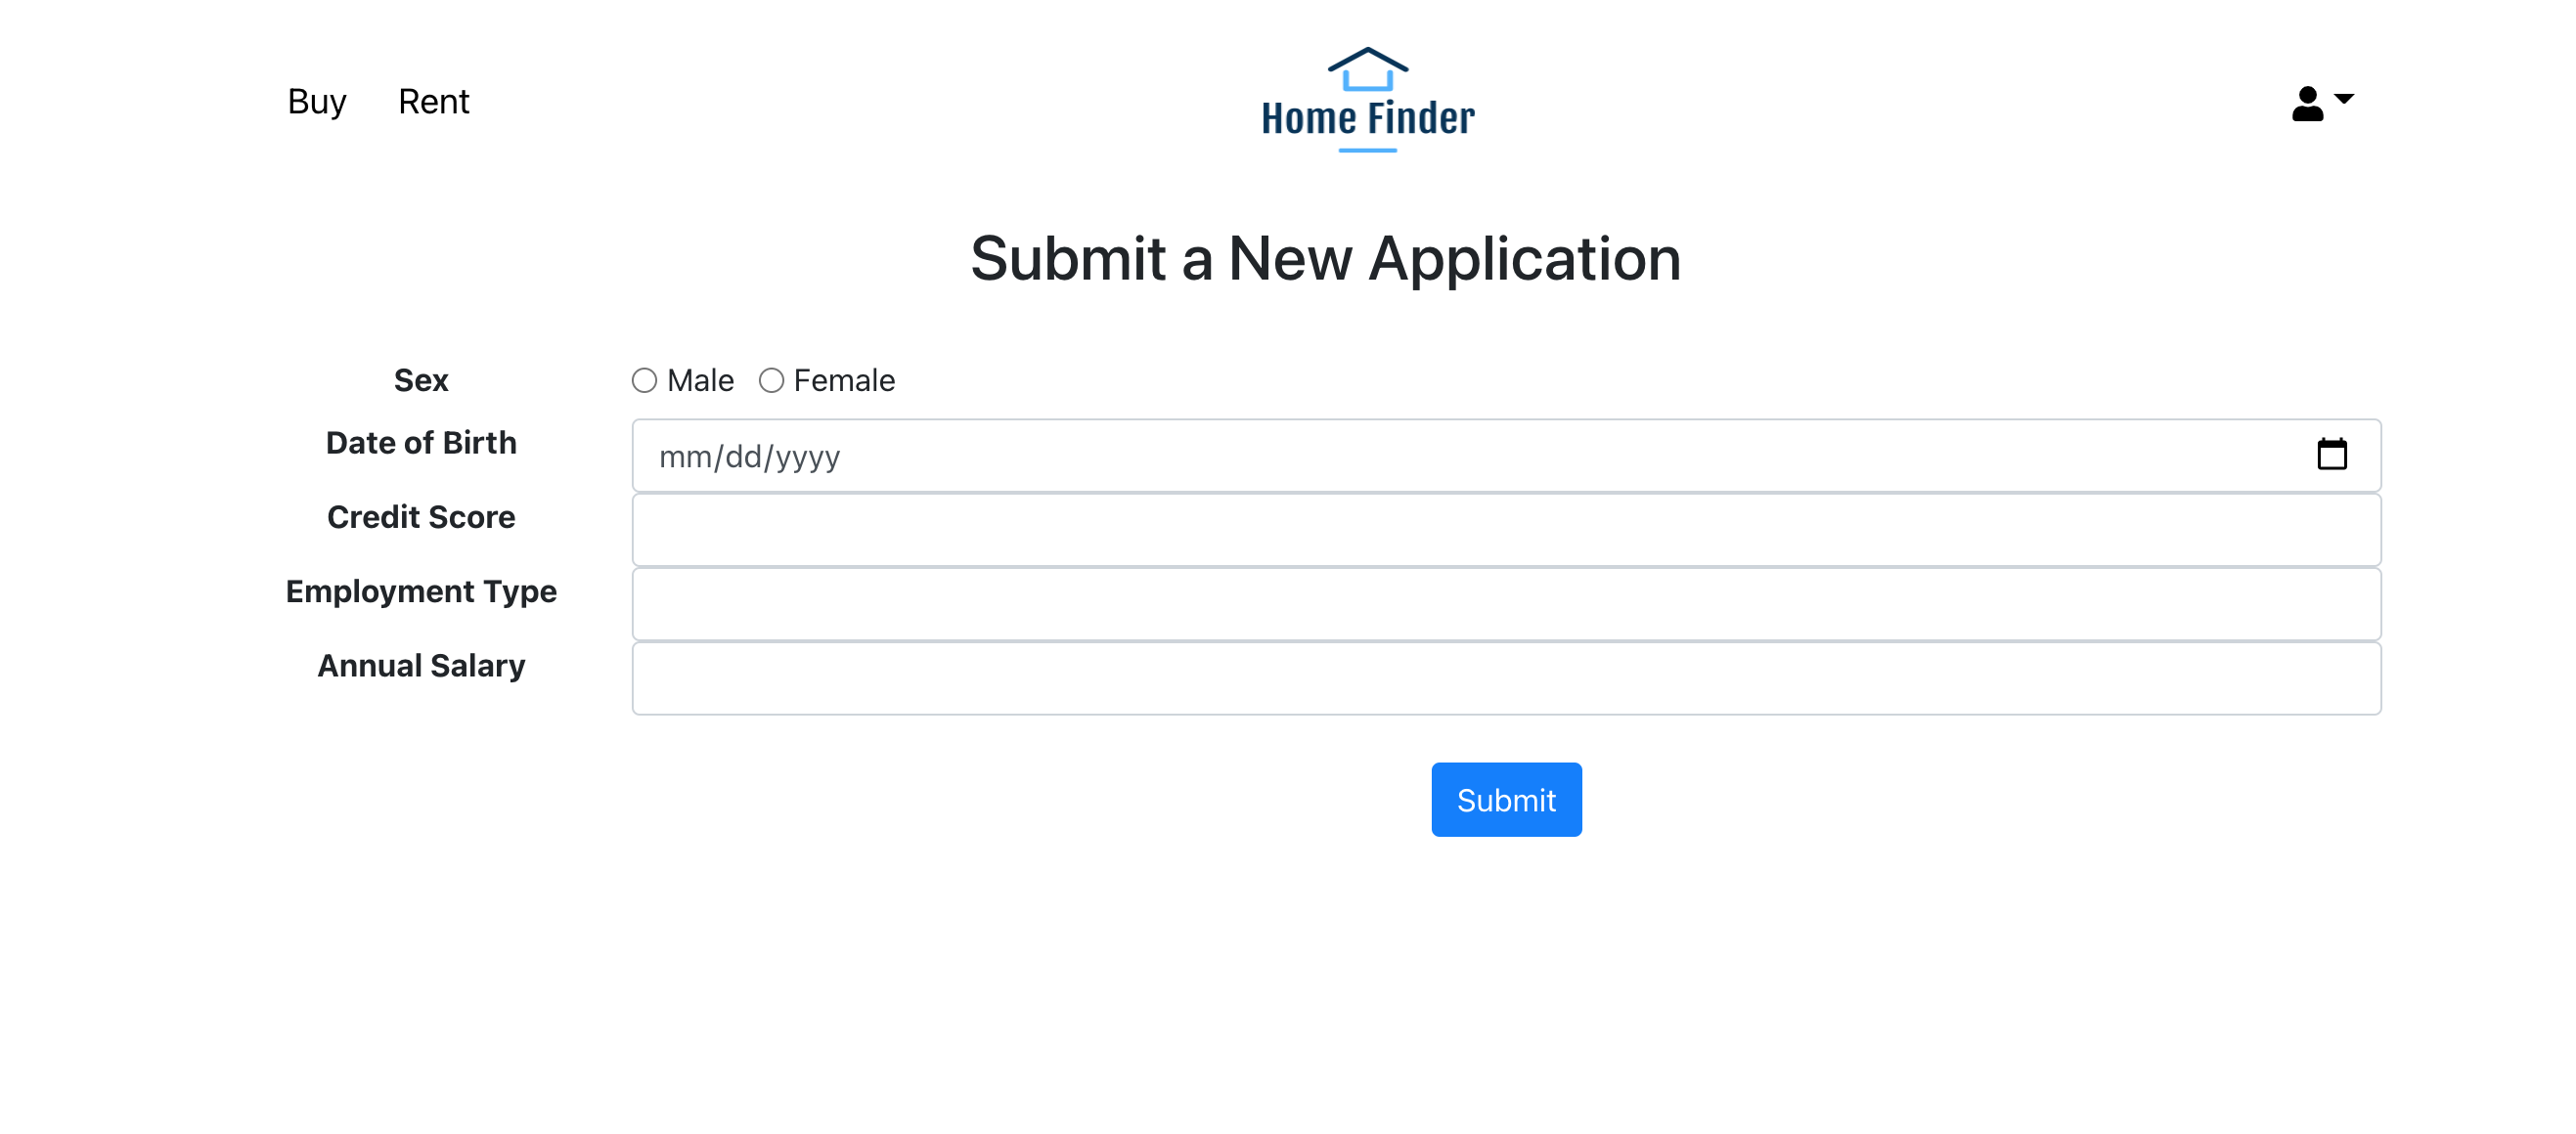 Buy Rent
Home Finder
Submit a New Application
Sex Male Female
Date of Birth mm/dd/yyyy
Credit Score
Employment Type
Annual Salary
Submit